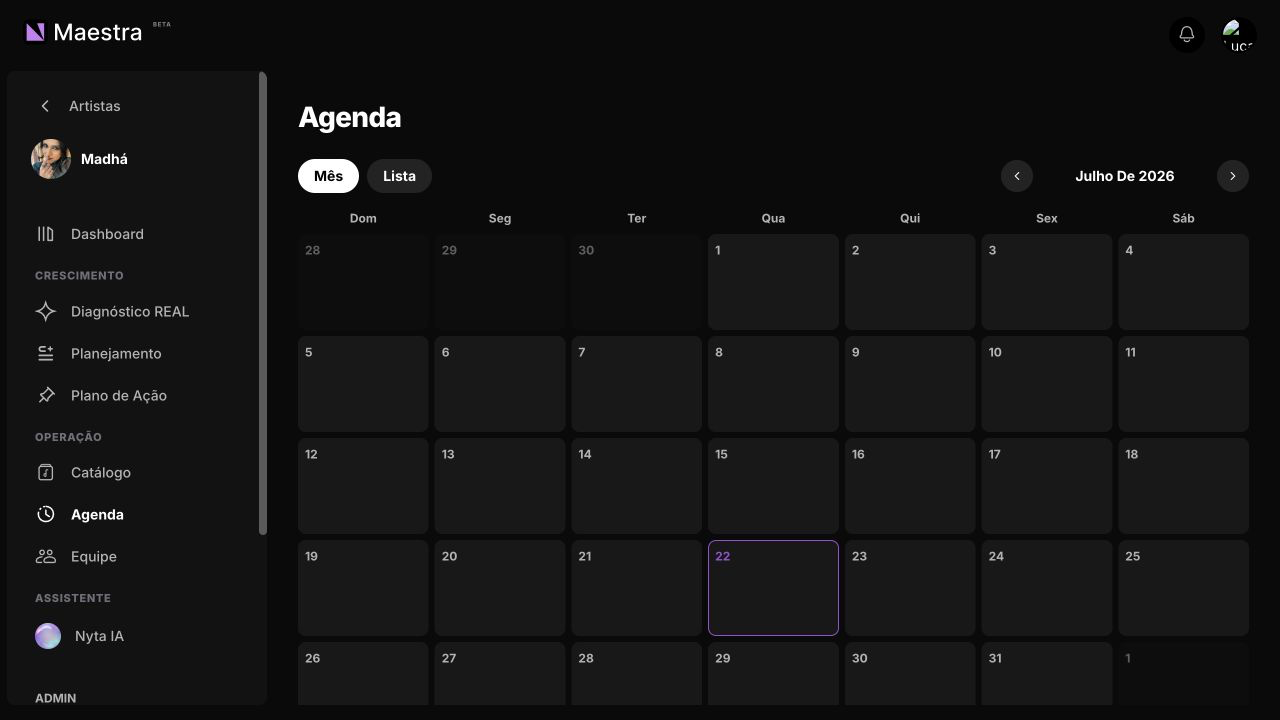 Maestra BETA
Luca
Artistas
Madhá
Dashboard
CRESCIMENTO
Diagnóstico REAL
Planejamento
Plano de Ação
OPERAÇÃO
Catálogo
Agenda
Equipe
ASSISTENTE
Nyta IA
ADMIN
Agenda
Mês Lista Julho De 2026
Dom Seg Ter Qua Qui Sex Sáb
28 29 30 1 2 3 4
5 6 7 8 9 10 11
12 13 14 15 16 17 18
19 20 21 22 23 24 25
26 27 28 29 30 31 1